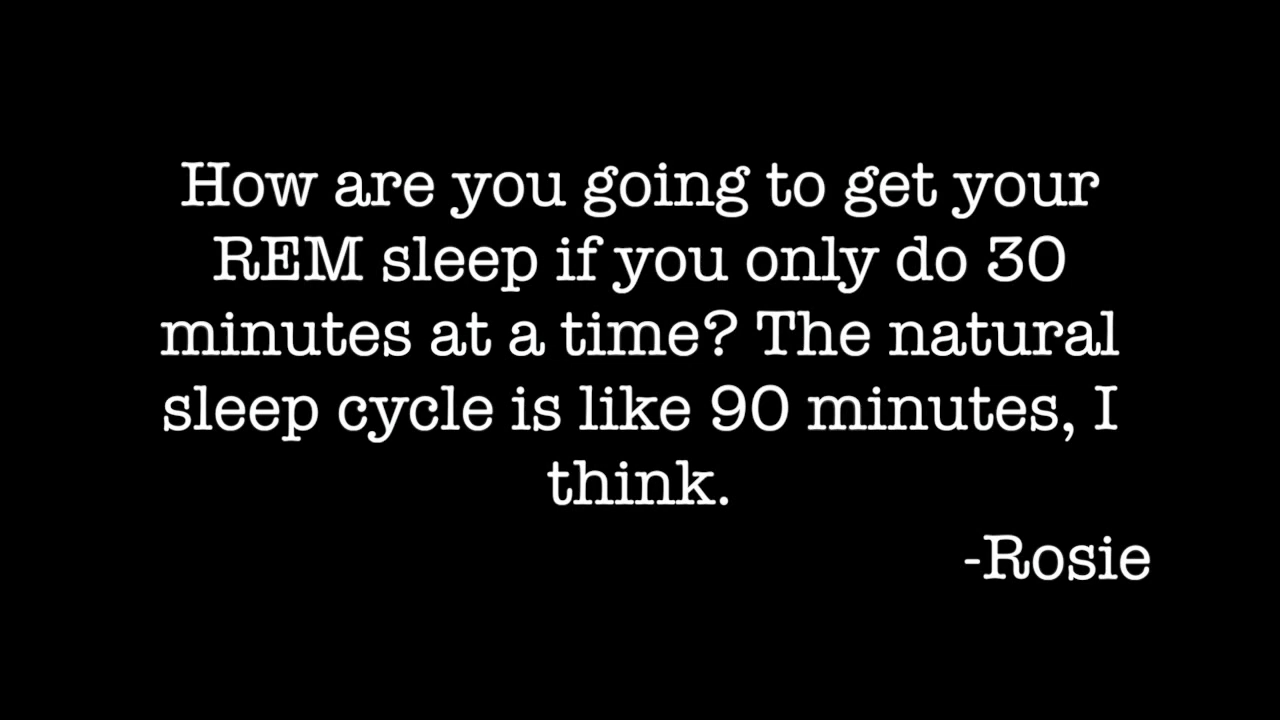 How are you going to get your
REM sleep if you only do 30
minutes at a time? The natural
sleep cycle is like 90 minutes, I
think.
-Rosie